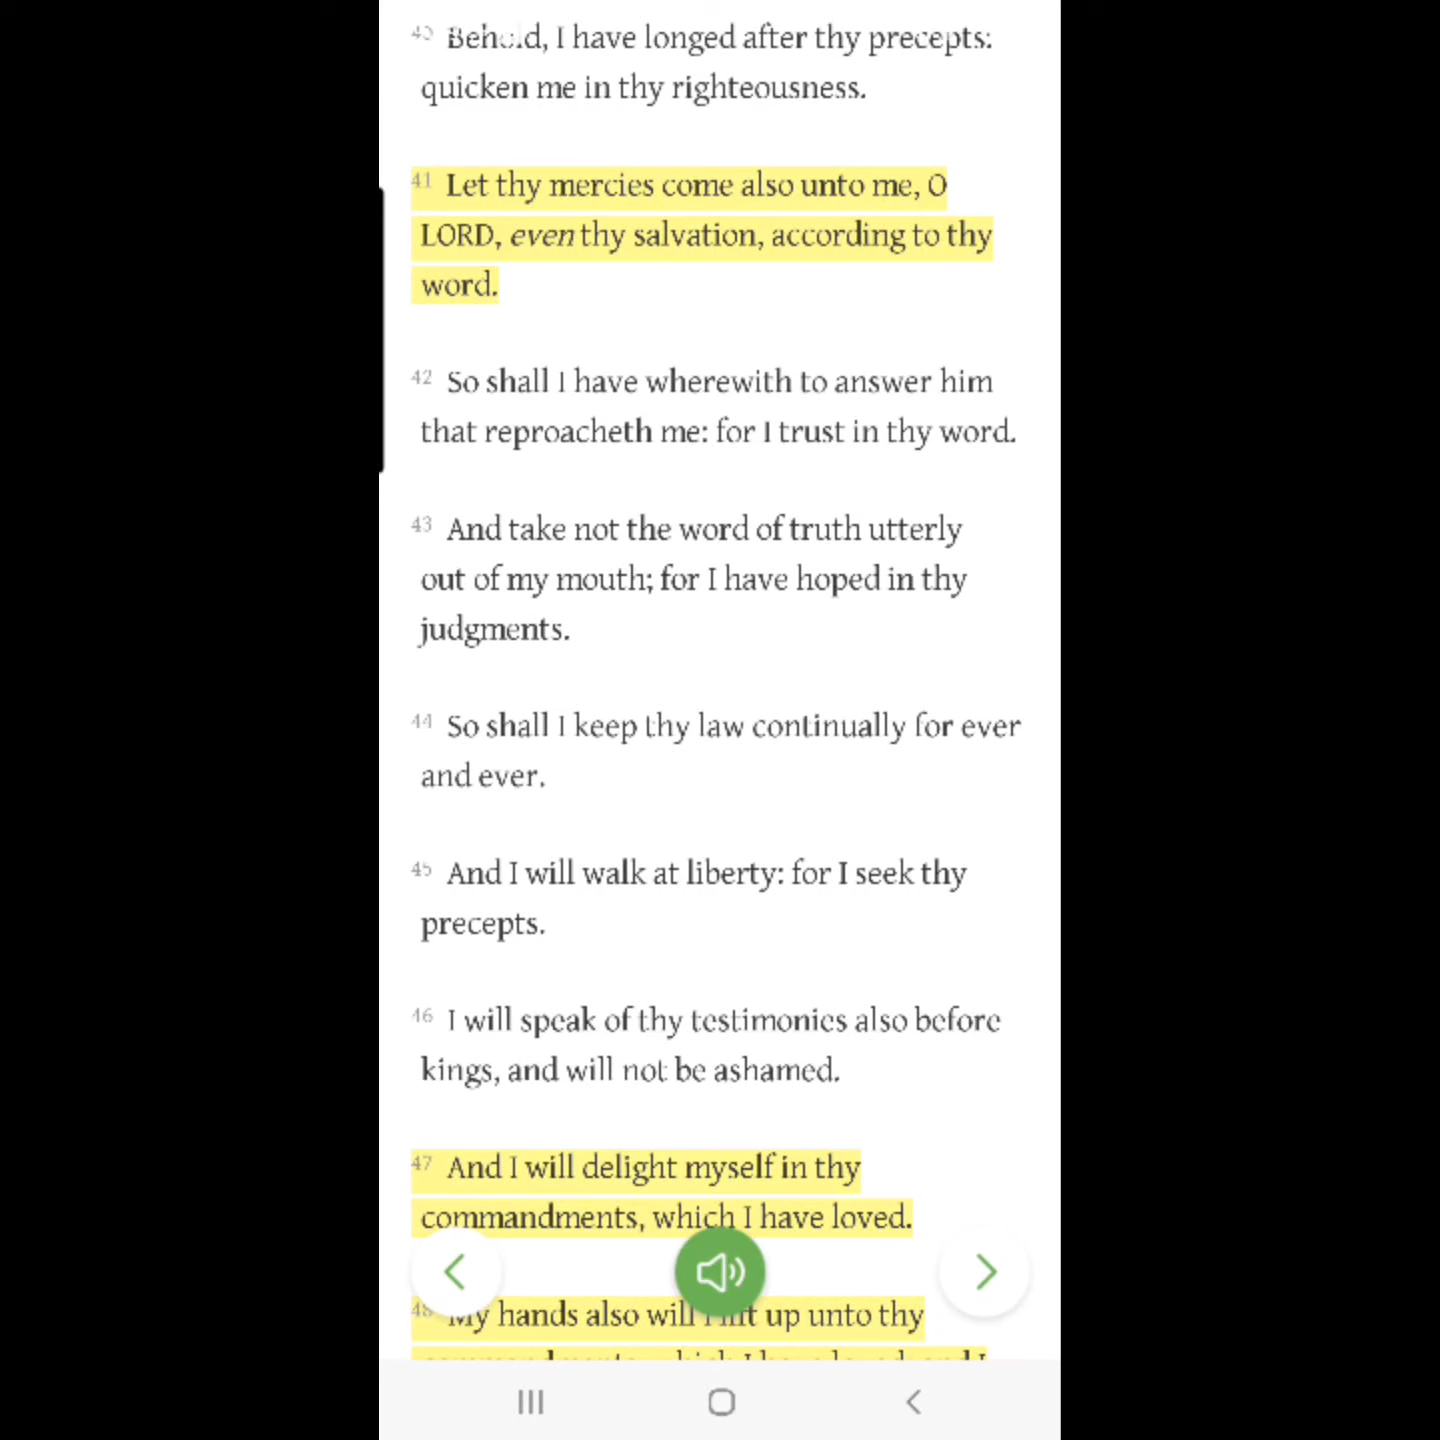 40 Behold, I have longed after thy precepts:
quicken me in thy righteousness.
41 Let thy mercies come also unto me, O
LORD, even thy salvation, according to thy
word.
42 So shall I have wherewith to answer him
that reproacheth me: for I trust in thy word.
43 And take not the word of truth utterly
out of my mouth; for I have hoped in thy
judgments.
44 So shall I keep thy law continually for ever
and ever.
45 And I will walk at liberty: for I seek thy
precepts.
46 I will speak of thy testimonies also before
kings, and will not be ashamed.
47 And I will delight myself in thy
commandments, which I have loved.
48 My hands also will I lift up unto thy